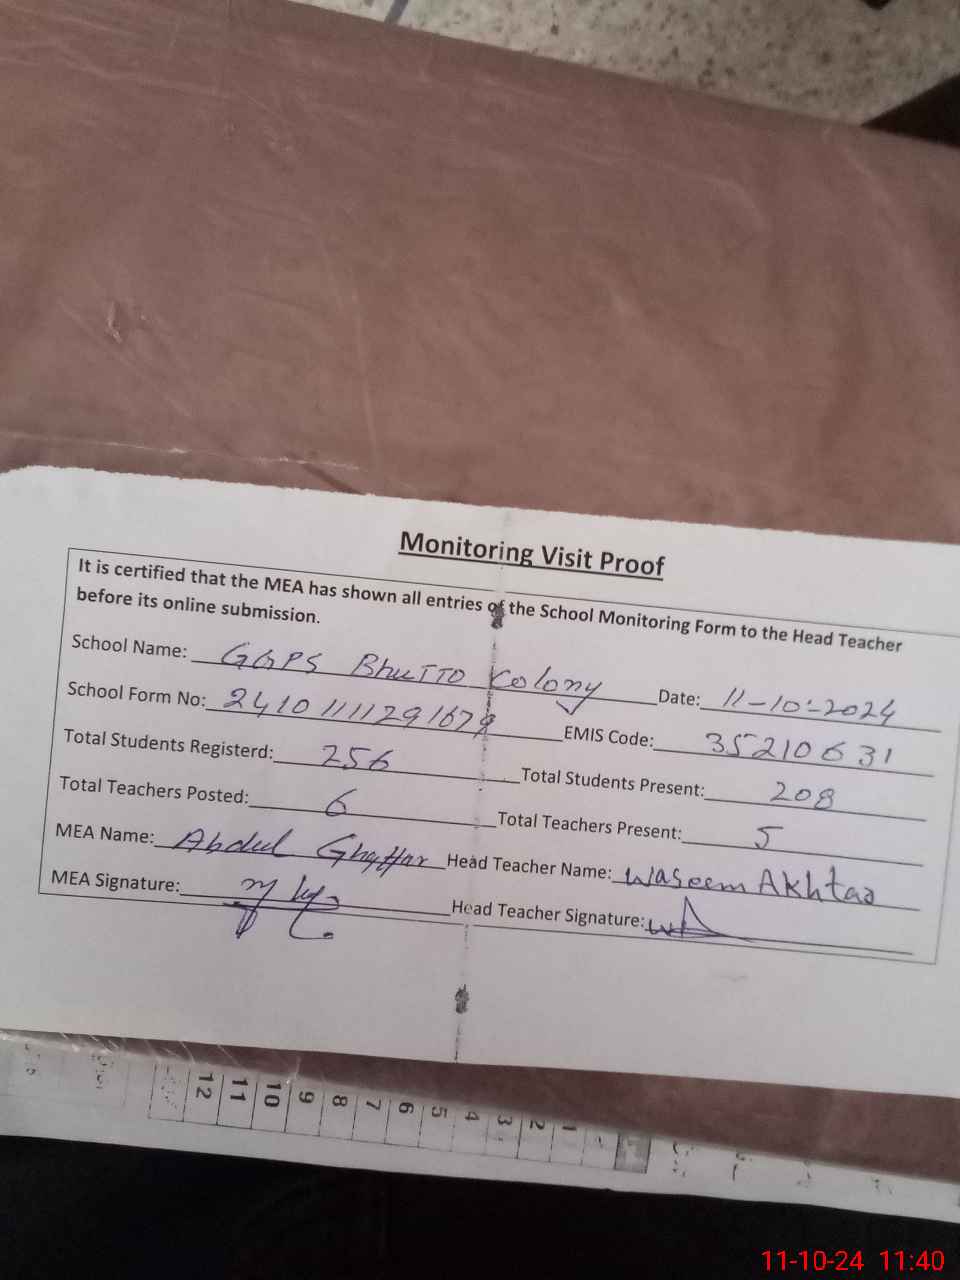 Monitoring Visit Proof
It is certified that the MEA has shown all entries of the School Monitoring Form to the Head Teacher
before its online submission.
School Name: GGPS Bhutto Colony Date: 11-10-2024
School Form No: 24101111291679 EMIS Code: 35210631
Total Students Registerd: 256 Total Students Present: 208
Total Teachers Posted: 6 Total Teachers Present: 5
MEA Name: Abdul Ghaffar Head Teacher Name: Waseem Akhtar
MEA Signature: Head Teacher Signature:
12 11 10 9 8 7 6 5 4 3 2 1
11-10-24 11:40